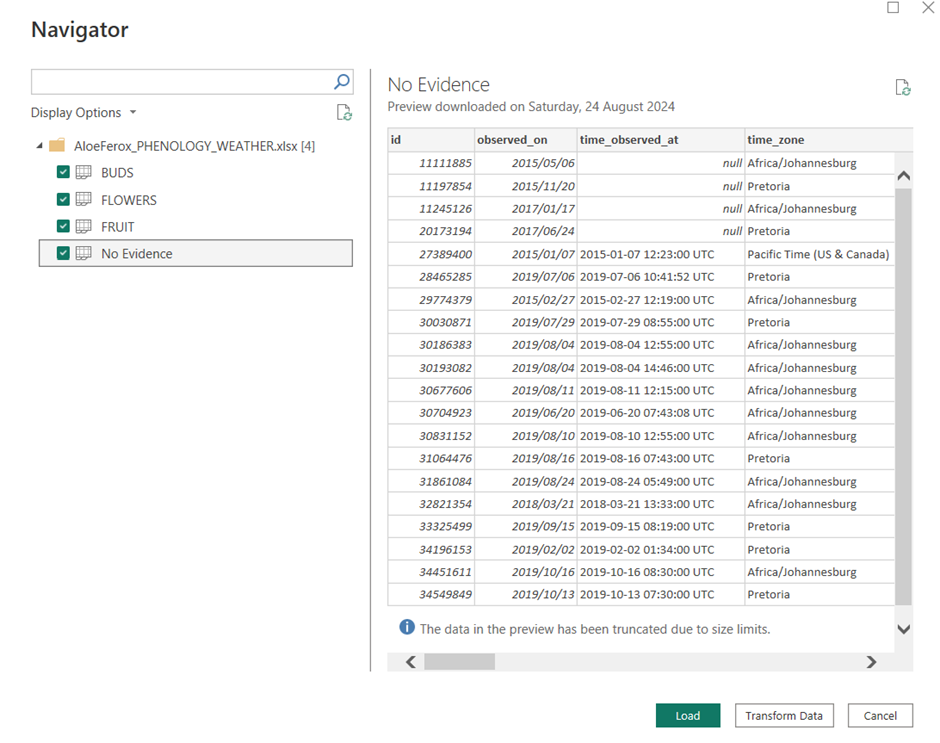 Navigator
Display Options
AloeFerox_PHENOLOGY_WEATHER.xlsx [4]
BUDS
FLOWERS
FRUIT
No Evidence
No Evidence
Preview downloaded on Saturday, 24 August 2024
id observed_on time_observed_at time_zone
11111885 2015/05/06 null Africa/Johannesburg
11197854 2015/11/20 null Pretoria
11245126 2017/01/17 null Africa/Johannesburg
20173194 2017/06/24 null Pretoria
27389400 2015/01/07 2015-01-07 12:23:00 UTC Pacific Time (US & Canada)
28465285 2019/07/06 2019-07-06 10:41:52 UTC Pretoria
29774379 2015/02/27 2015-02-27 12:19:00 UTC Africa/Johannesburg
30030871 2019/07/29 2019-07-29 08:55:00 UTC Pretoria
30186383 2019/08/04 2019-08-04 12:55:00 UTC Africa/Johannesburg
30193082 2019/08/04 2019-08-04 14:46:00 UTC Africa/Johannesburg
30677606 2019/08/11 2019-08-11 12:15:00 UTC Africa/Johannesburg
30704923 2019/06/20 2019-06-20 07:43:08 UTC Africa/Johannesburg
30831152 2019/08/10 2019-08-10 12:55:00 UTC Africa/Johannesburg
31064476 2019/08/16 2019-08-16 07:43:00 UTC Pretoria
31861084 2019/08/24 2019-08-24 05:49:00 UTC Africa/Johannesburg
32821354 2018/03/21 2018-03-21 13:33:00 UTC Africa/Johannesburg
33325499 2019/09/15 2019-09-15 08:19:00 UTC Pretoria
34196153 2019/02/02 2019-02-02 01:34:00 UTC Pretoria
34451611 2019/10/16 2019-10-16 08:30:00 UTC Africa/Johannesburg
34549849 2019/10/13 2019-10-13 07:30:00 UTC Pretoria
The data in the preview has been truncated due to size limits.
Load Transform Data Cancel